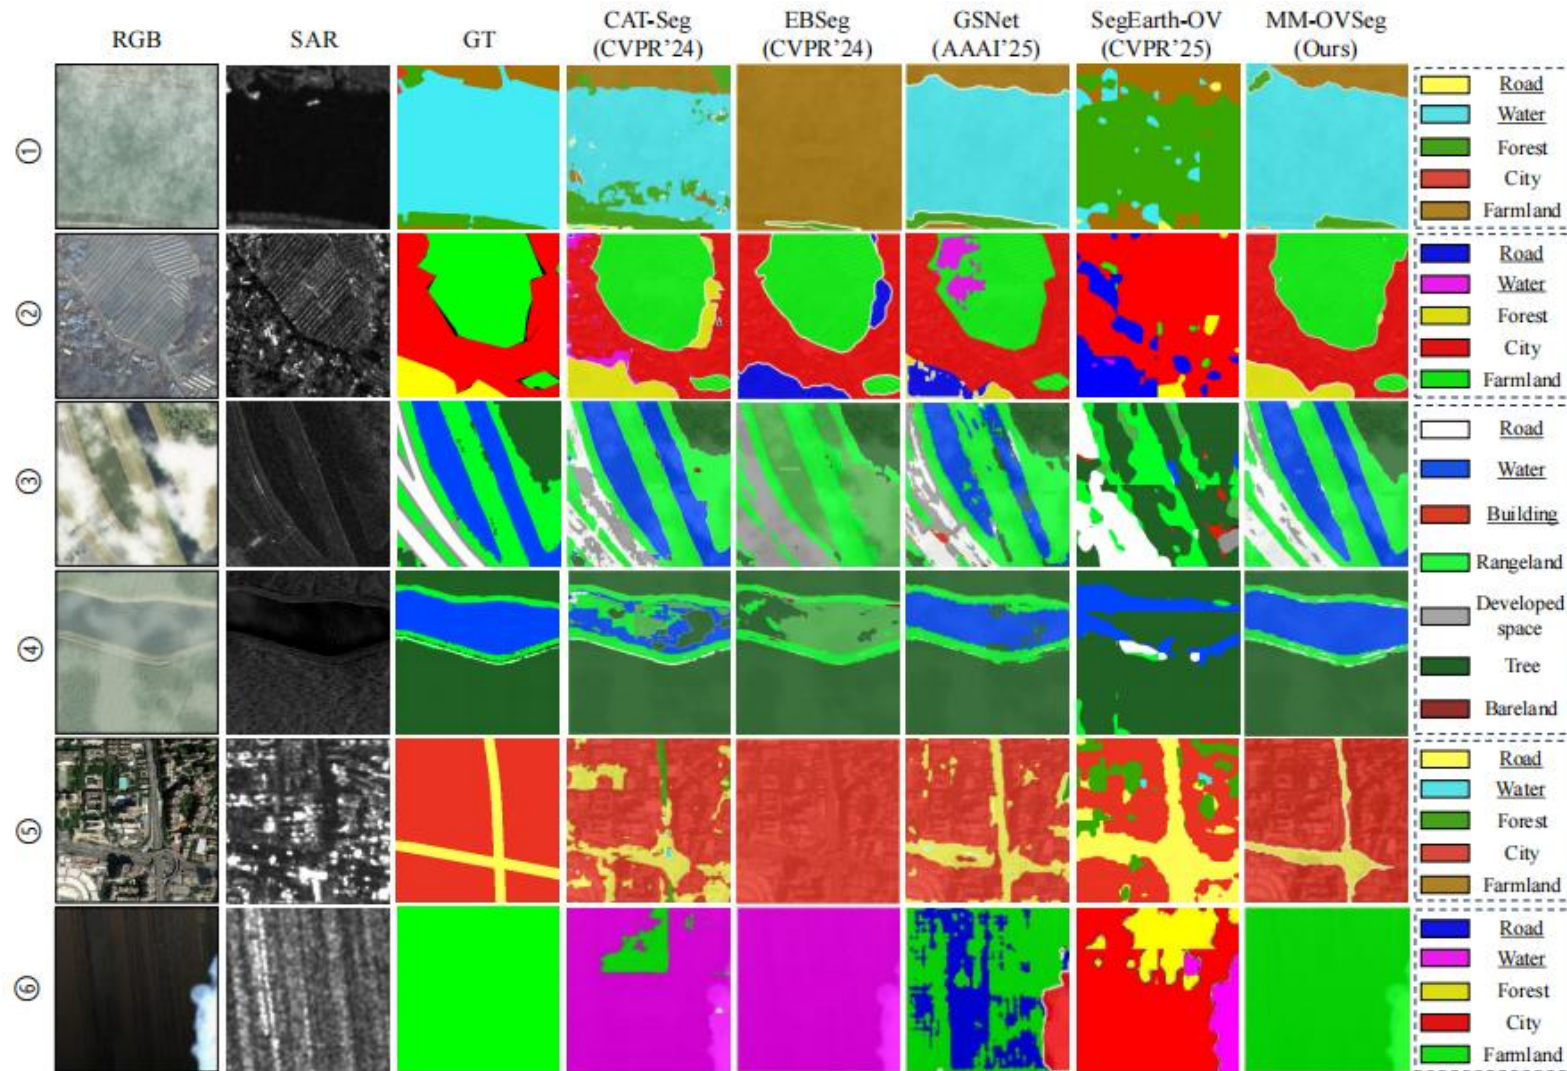 RGB
SAR
GT
CAT-Seg
(CVPR'24)
EBSeg
(CVPR'24)
GSNet
(AAAI'25)
SegEarth-OV
(CVPR'25)
MM-OVSeg
(Ours)
①
Road
Water
Forest
City
Farmland
②
Road
Water
Forest
City
Farmland
③
④
Road
Water
Building
Rangeland
Developed
space
Tree
Bareland
⑤
Road
Water
Forest
City
Farmland
⑥
Road
Water
Forest
City
Farmland